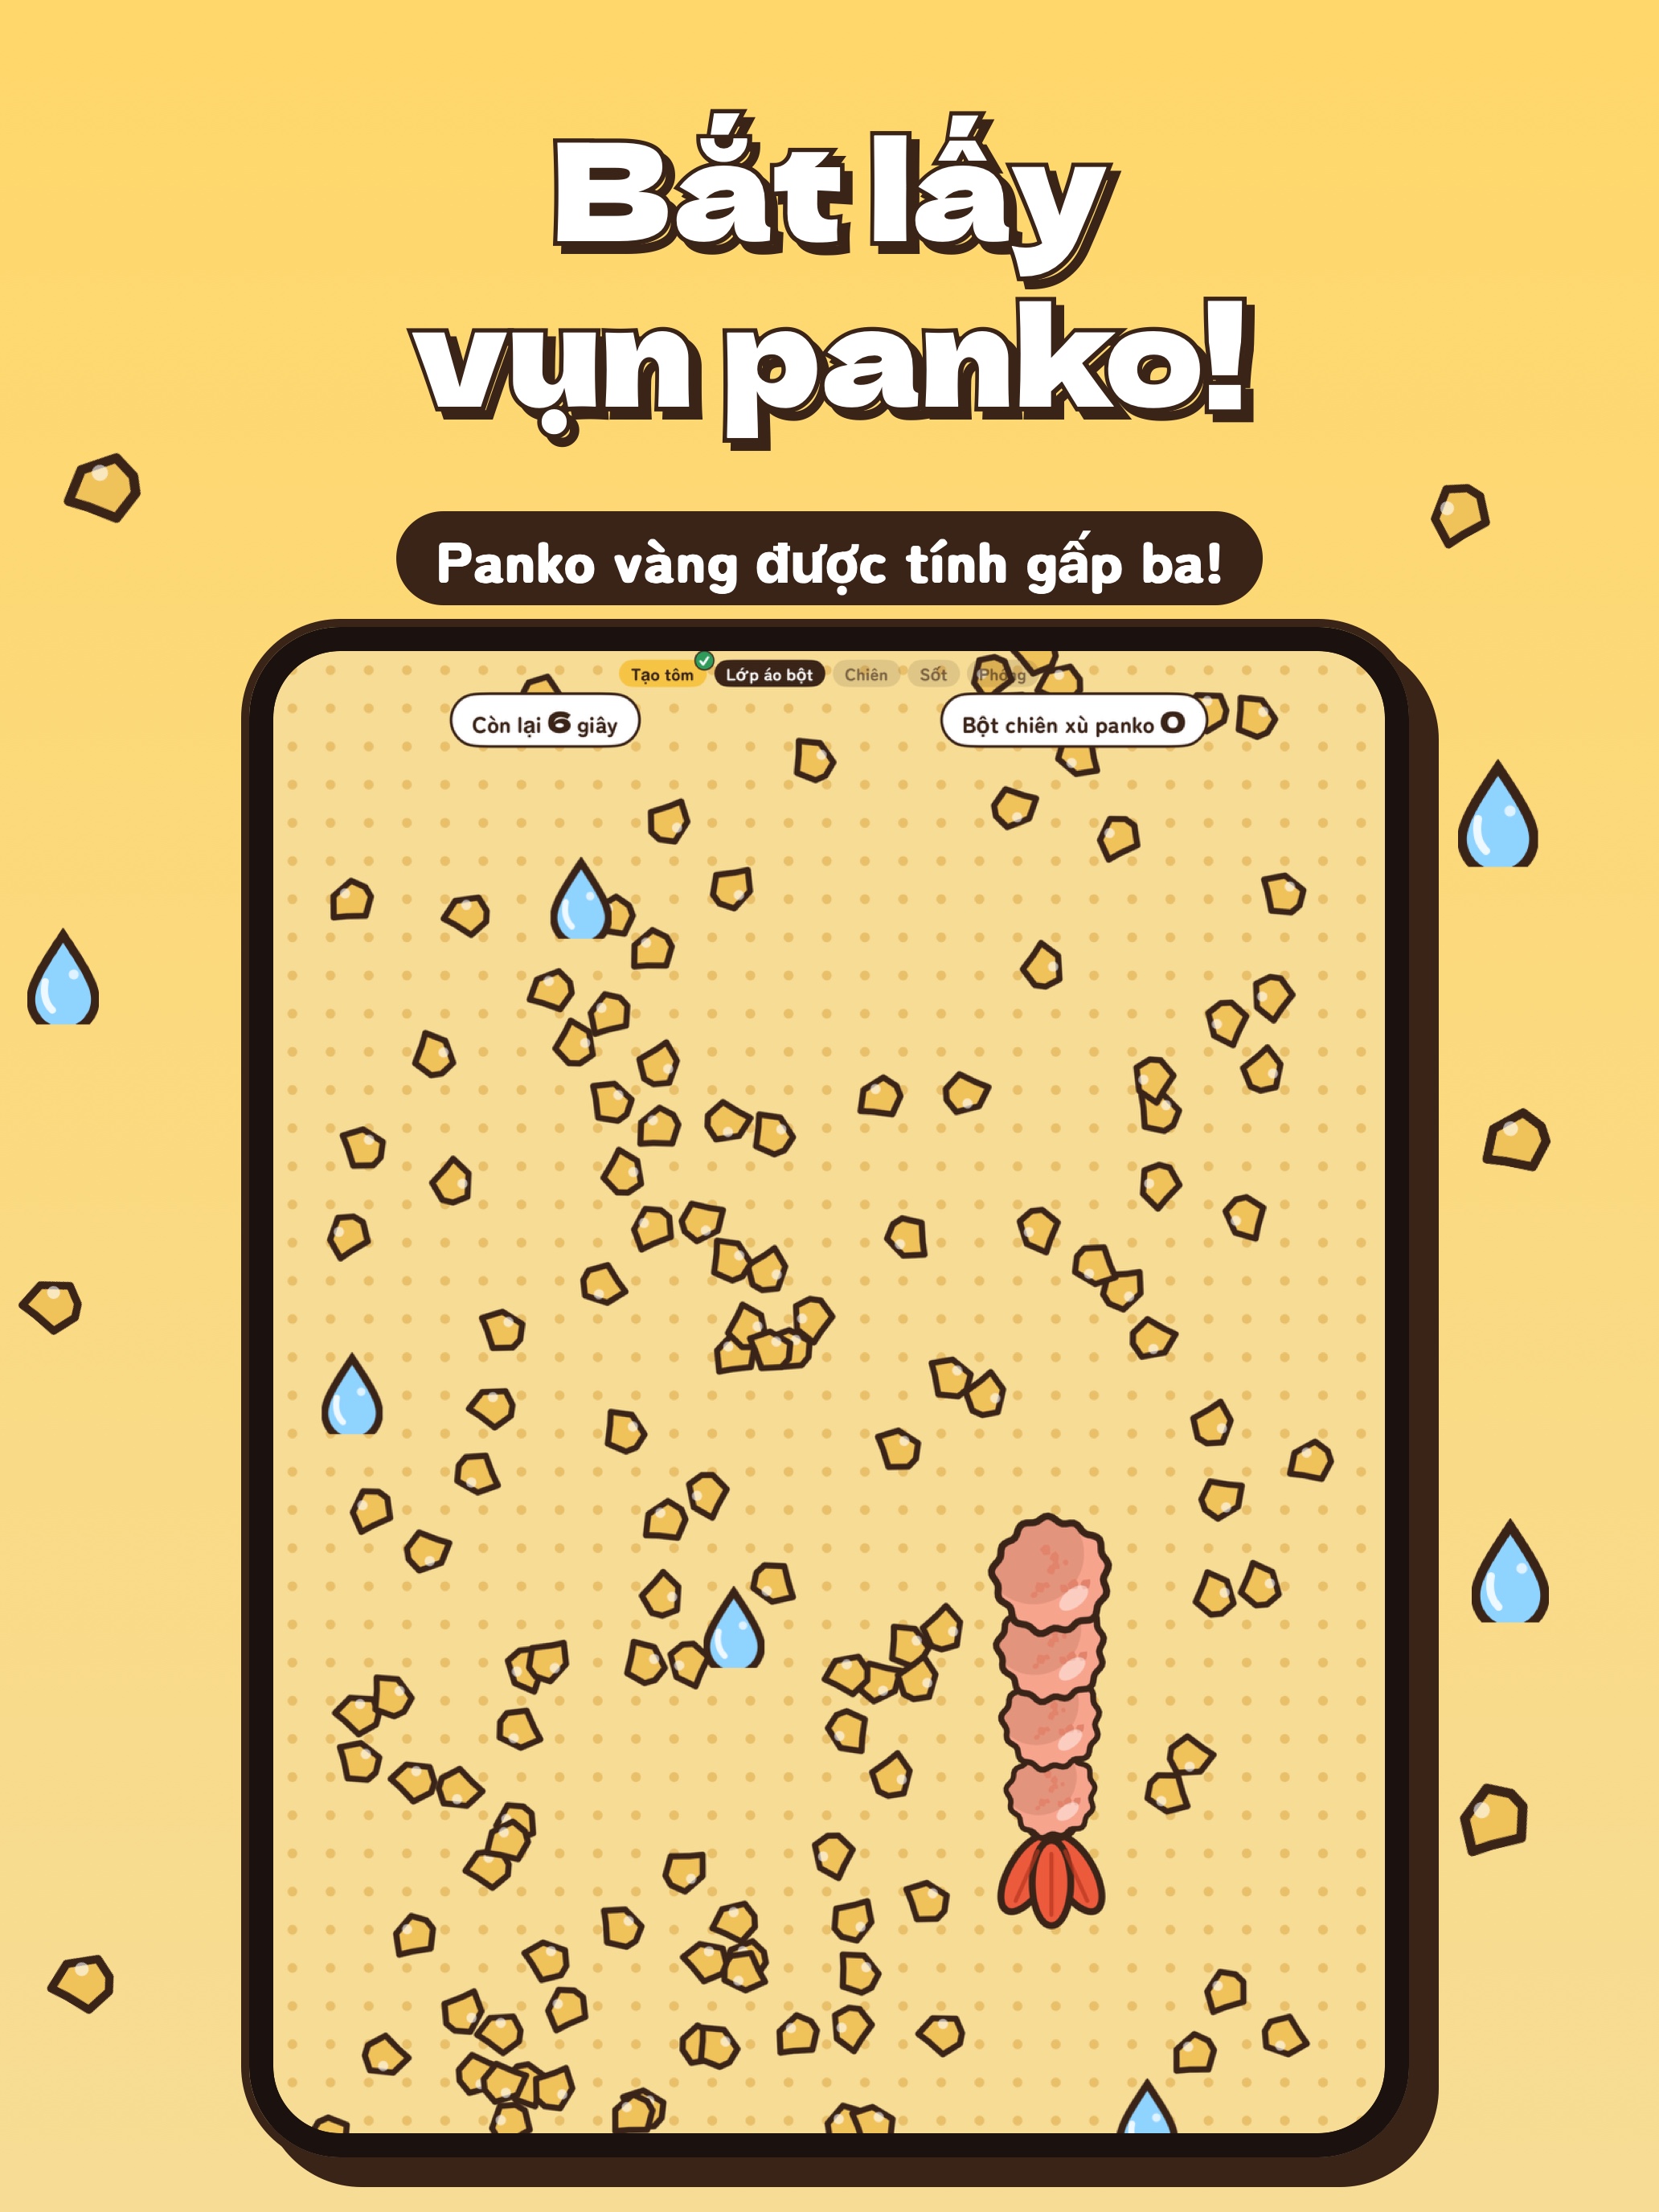 Bắt lấy
vụn panko!
Panko vàng được tính gấp ba!
Tạo tôm Lớp áo bột Chiên Sốt Phóng
Còn lại 6 giây
Bột chiên xù panko 0